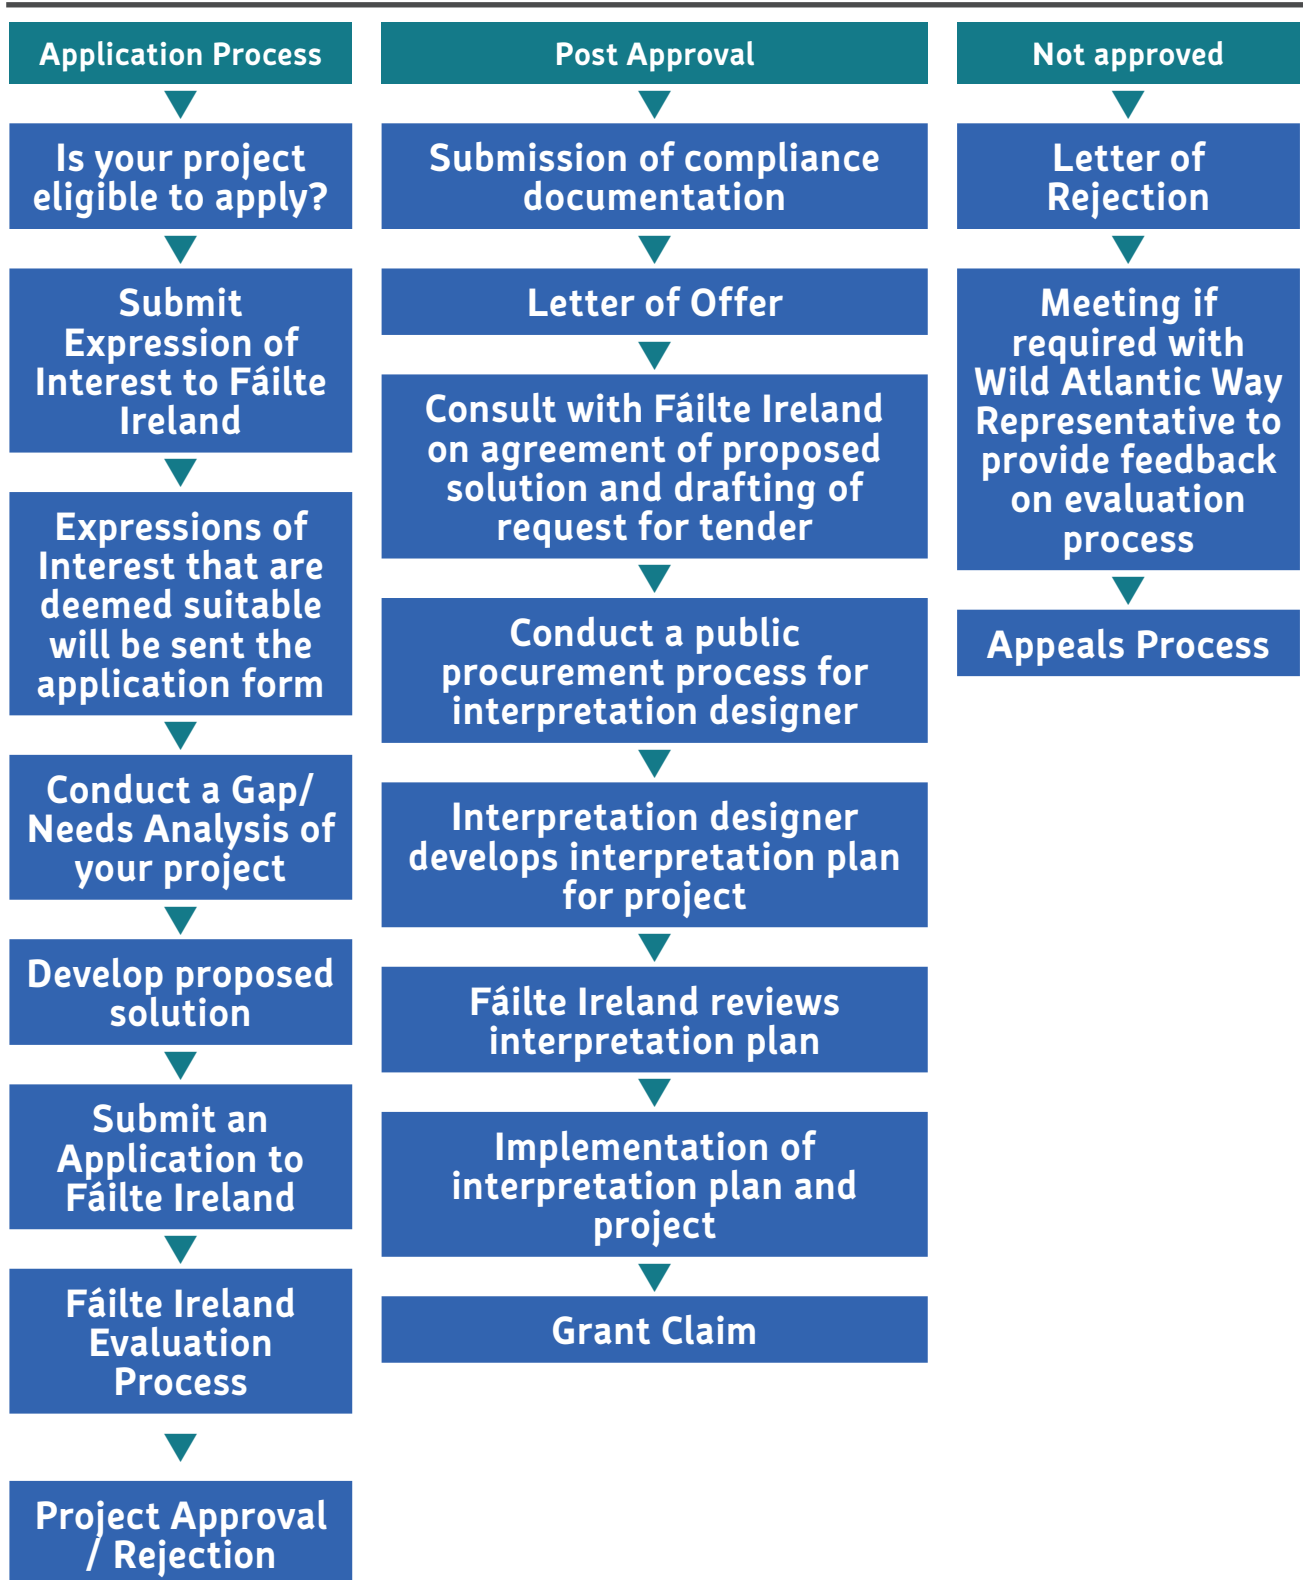 Application Process
Is your project
eligible to apply?
Submit
Expression of
Interest to Fáilte
Ireland
Expressions of
Interest that are
deemed suitable
will be sent the
application form
Conduct a Gap/
Needs Analysis of
your project
Develop proposed
solution
Submit an
Application to
Fáilte Ireland
Fáilte Ireland
Evaluation
Process
Project Approval
/ Rejection
Post Approval
Submission of compliance
documentation
Letter of Offer
Consult with Fáilte Ireland
on agreement of proposed
solution and drafting of
request for tender
Conduct a public
procurement process for
interpretation designer
Interpretation designer
develops interpretation plan
for project
Fáilte Ireland reviews
interpretation plan
Implementation of
interpretation plan and
project
Grant Claim
Not approved
Letter of
Rejection
Meeting if
required with
Wild Atlantic Way
Representative to
provide feedback
on evaluation
process
Appeals Process